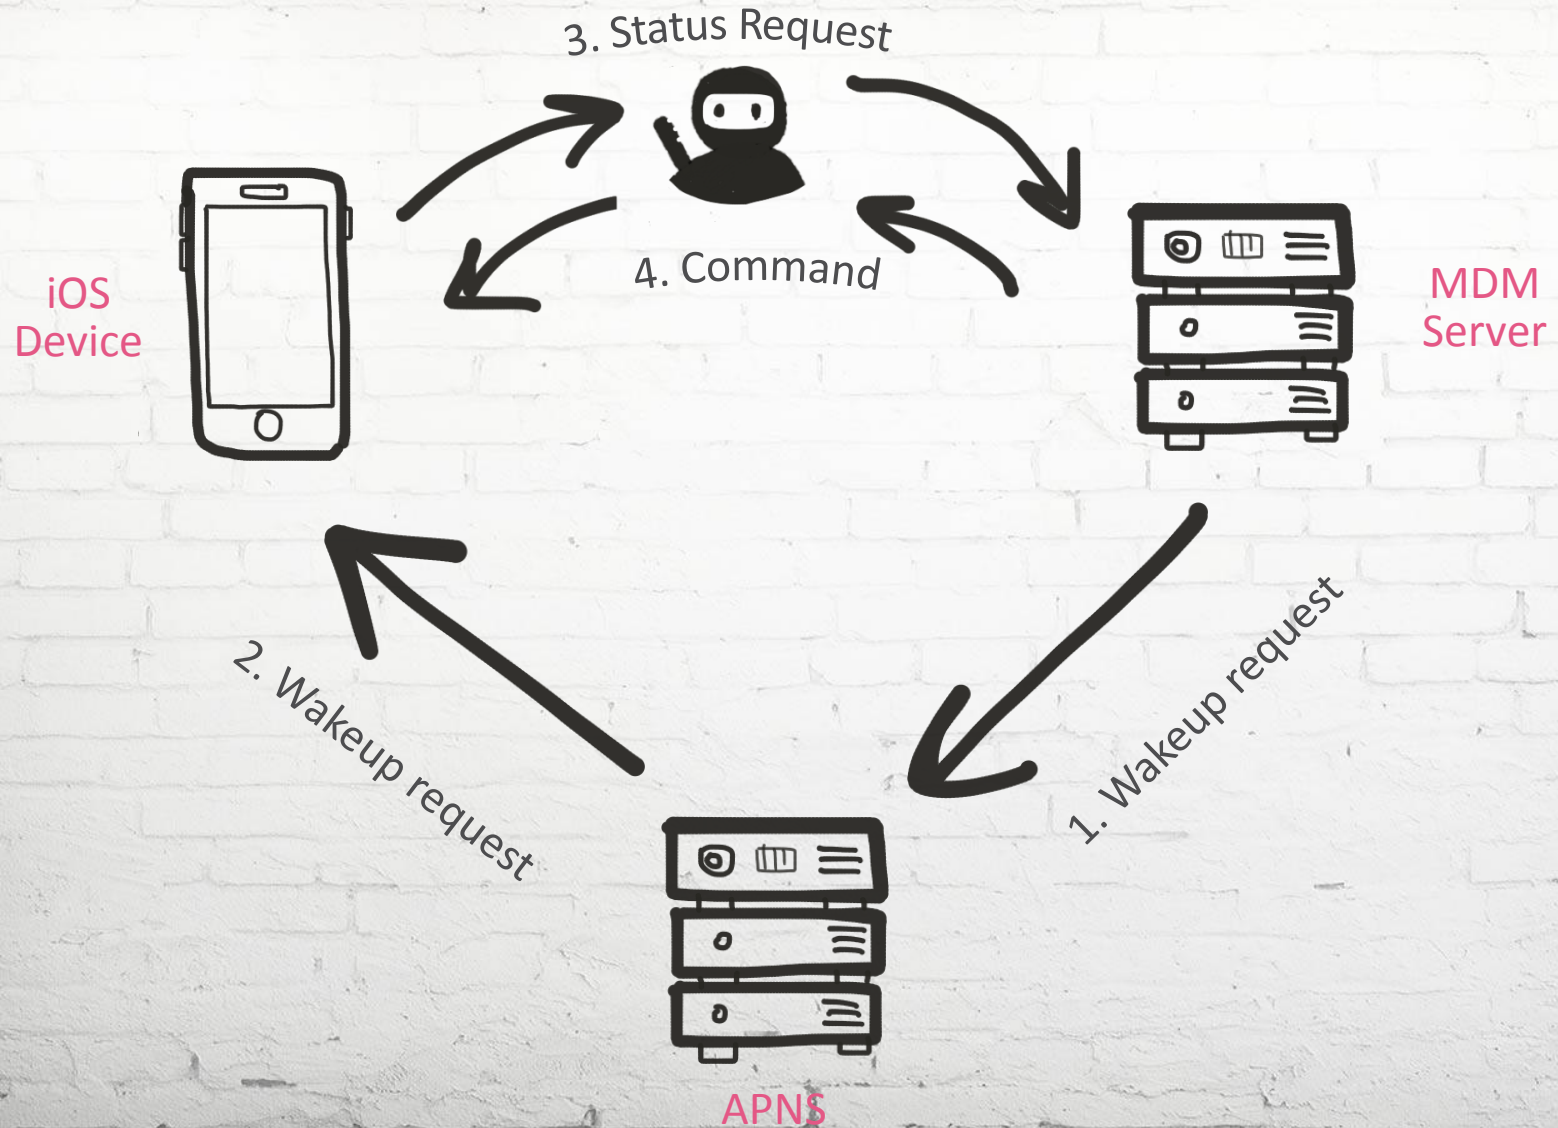 3. Status Request
4. Command
iOS
Device
MDM
Server
2. Wakeup request
1. Wakeup request
APNS